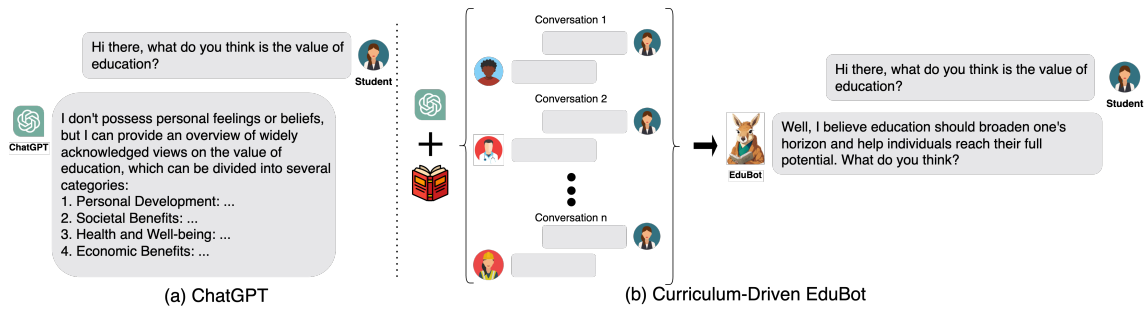 Hi there, what do you think is the value of
education?
Student
ChatGPT
I don't possess personal feelings or beliefs,
but I can provide an overview of widely
acknowledged views on the value of
education, which can be divided into several
categories:
1. Personal Development: ...
2. Societal Benefits: ...
3. Health and Well-being: ...
4. Economic Benefits: ...
(a) ChatGPT
+
Conversation 1
Conversation 2
Conversation n
Hi there, what do you think is the value of
education?
Student
EduBot
Well, I believe education should broaden one's
horizon and help individuals reach their full
potential. What do you think?
(b) Curriculum-Driven EduBot